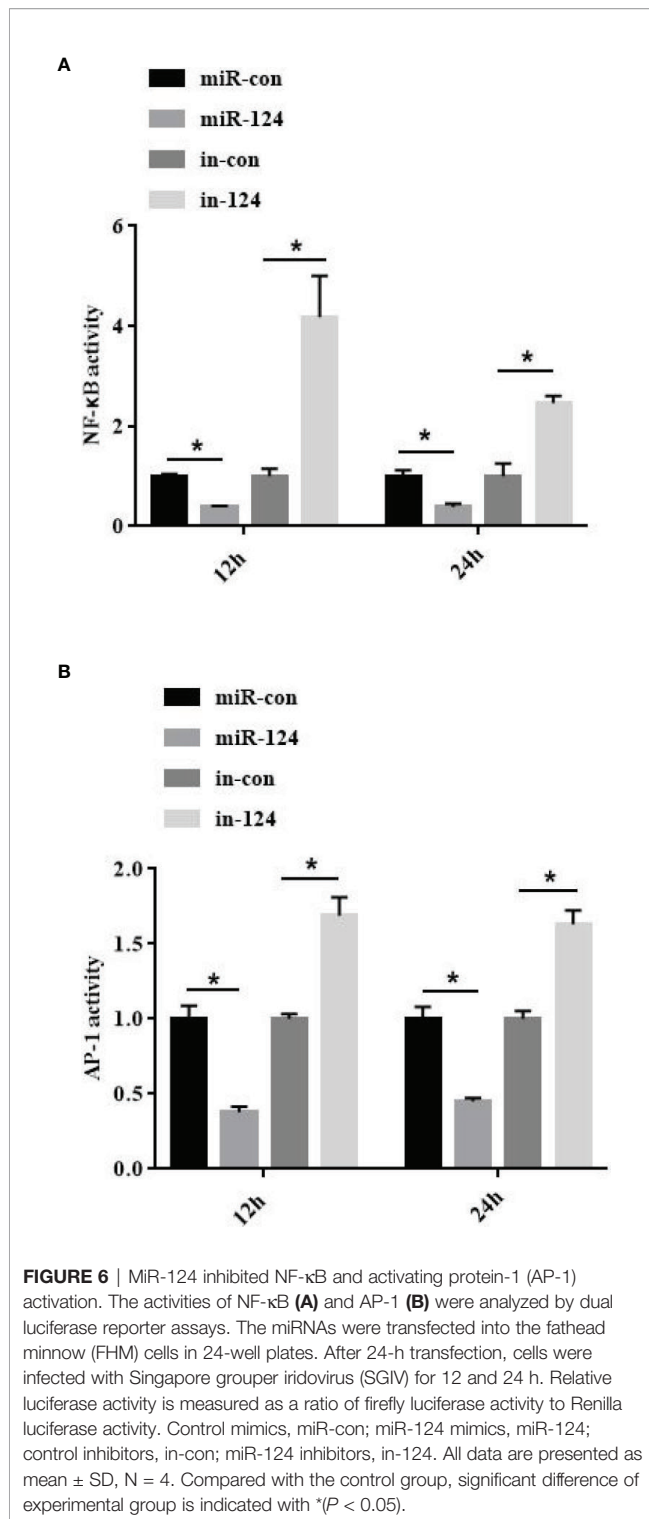 A
miR-con
miR-124
in-con
in-124
6
4
2
0
NF-κB activity
*
*
*
*
12h
24h
B
miR-con
miR-124
in-con
in-124
2.0
1.5
1.0
0.5
0.0
AP-1 activity
*
*
*
*
12h
24h
FIGURE 6 | MiR-124 inhibited NF-κB and activating protein-1 (AP-1)
activation. The activities of NF-κB (A) and AP-1 (B) were analyzed by dual
luciferase reporter assays. The miRNAs were transfected into the fathead
minnow (FHM) cells in 24-well plates. After 24-h transfection, cells were
infected with Singapore grouper iridovirus (SGIV) for 12 and 24 h. Relative
luciferase activity is measured as a ratio of firefly luciferase activity to Renilla
luciferase activity. Control mimics, miR-con; miR-124 mimics, miR-124;
control inhibitors, in-con; miR-124 inhibitors, in-124. All data are presented as
mean ± SD, N = 4. Compared with the control group, significant difference of
experimental group is indicated with *(P < 0.05).